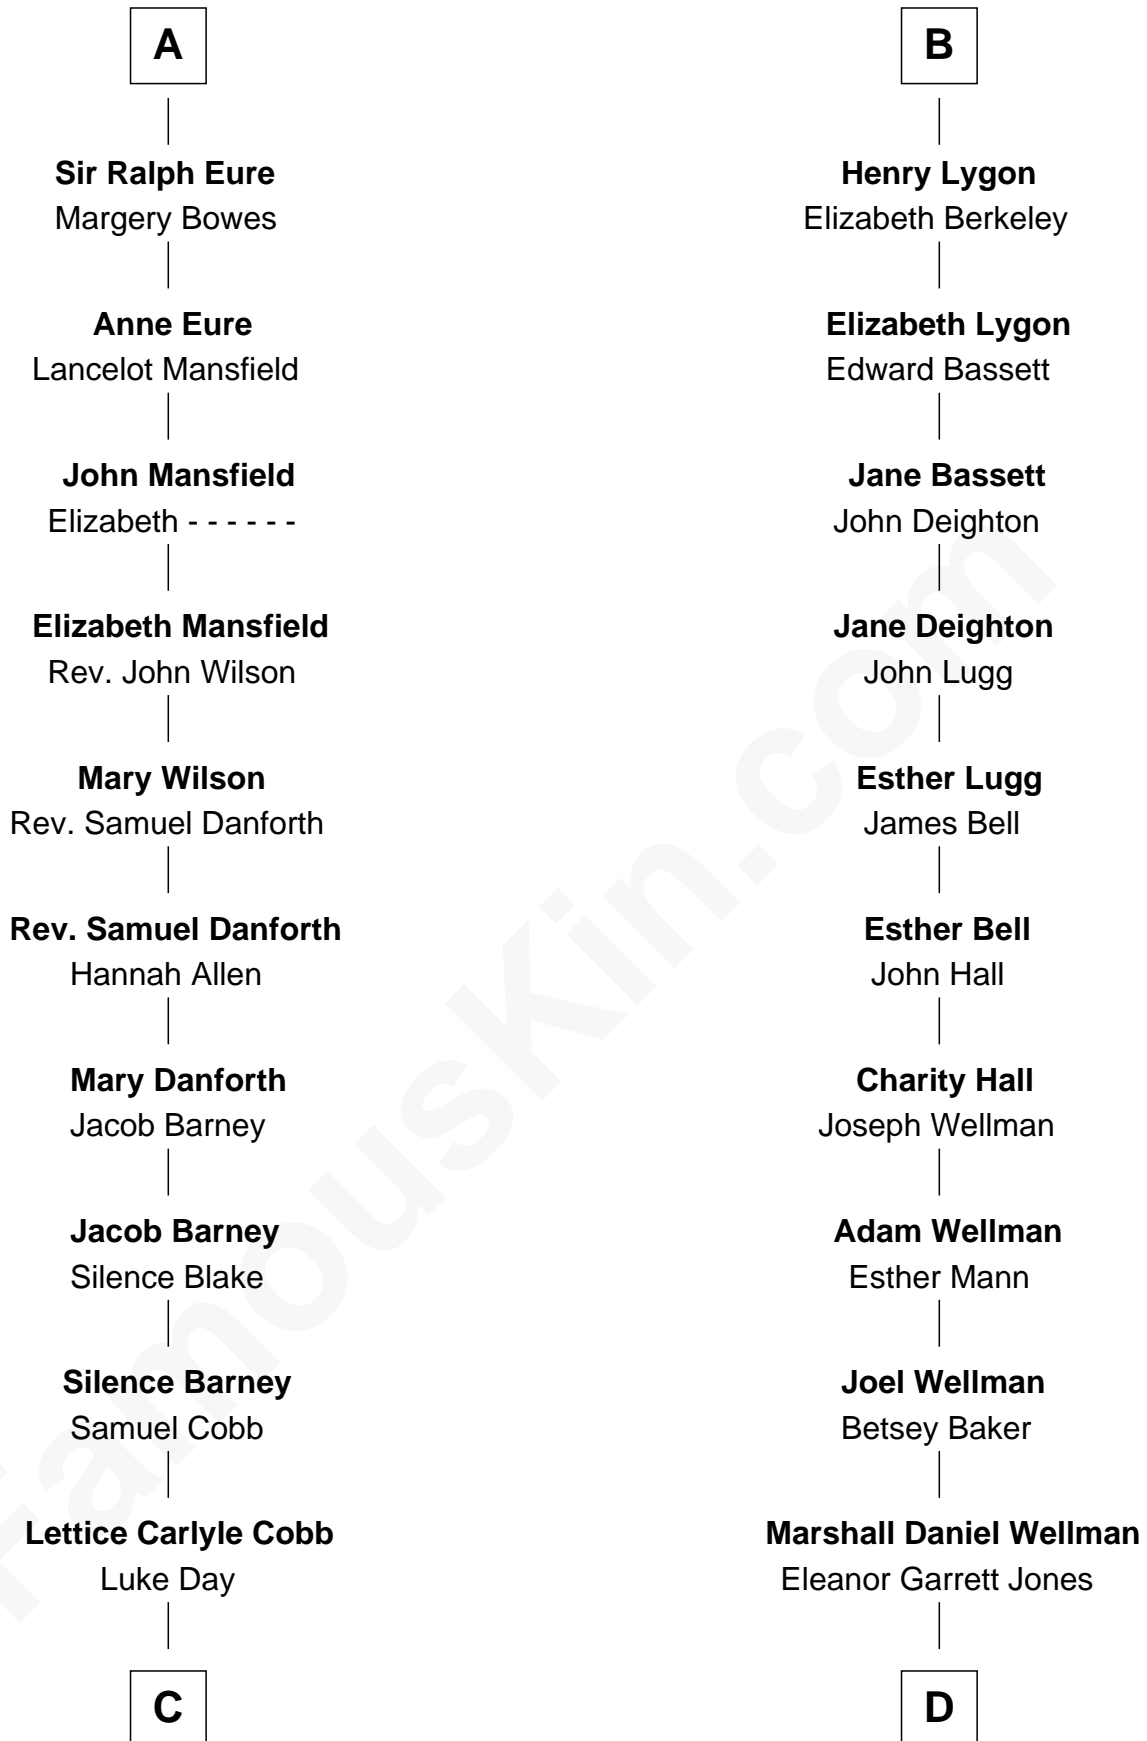 A
Sir Ralph Eure
Margery Bowes
Anne Eure
Lancelot Mansfield
John Mansfield
Elizabeth - - - - - -
Elizabeth Mansfield
Rev. John Wilson
Mary Wilson
Rev. Samuel Danforth
Rev. Samuel Danforth
Hannah Allen
Mary Danforth
Jacob Barney
Jacob Barney
Silence Blake
Silence Barney
Samuel Cobb
Lettice Carlyle Cobb
Luke Day
C
B
Henry Lygon
Elizabeth Berkeley
Elizabeth Lygon
Edward Bassett
Jane Bassett
John Deighton
Jane Deighton
John Lugg
Esther Lugg
James Bell
Esther Bell
John Hall
Charity Hall
Joseph Wellman
Adam Wellman
Esther Mann
Joel Wellman
Betsey Baker
Marshall Daniel Wellman
Eleanor Garrett Jones
D
FamousKin.com